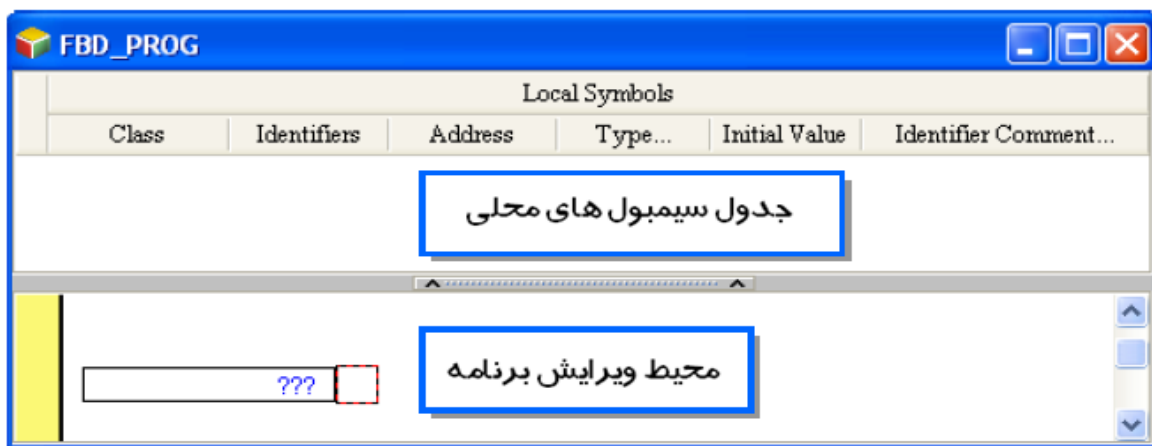 FBD_PROG
Local Symbols
Class Identifiers Address Type... Initial Value Identifier Comment...
جدول سیمبول های محلی
محیط ویرایش برنامه
???